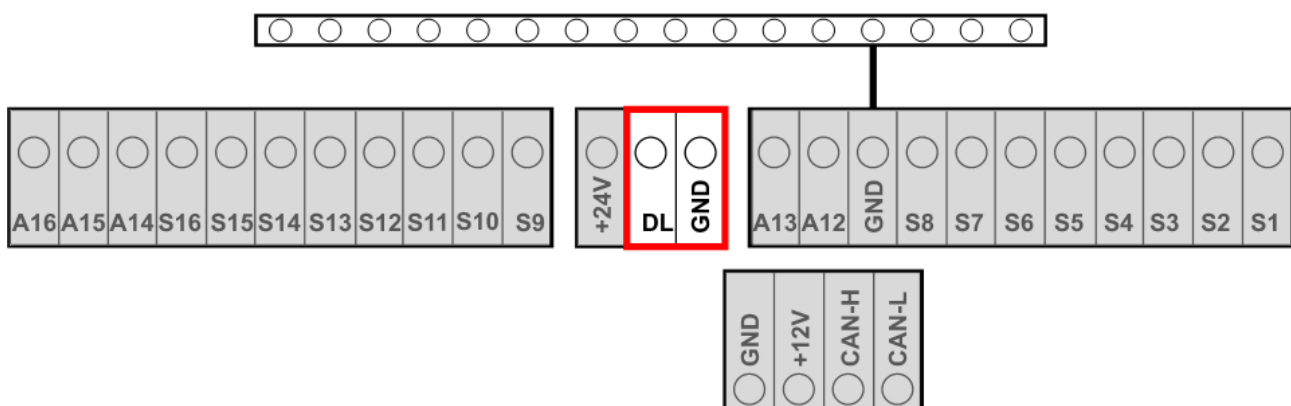 A16 A15 A14 S16 S15 S14 S13 S12 S11 S10 S9 +24V DL GND A13 A12 GND S8 S7 S6 S5 S4 S3 S2 S1
GND +12V CAN-H CAN-L